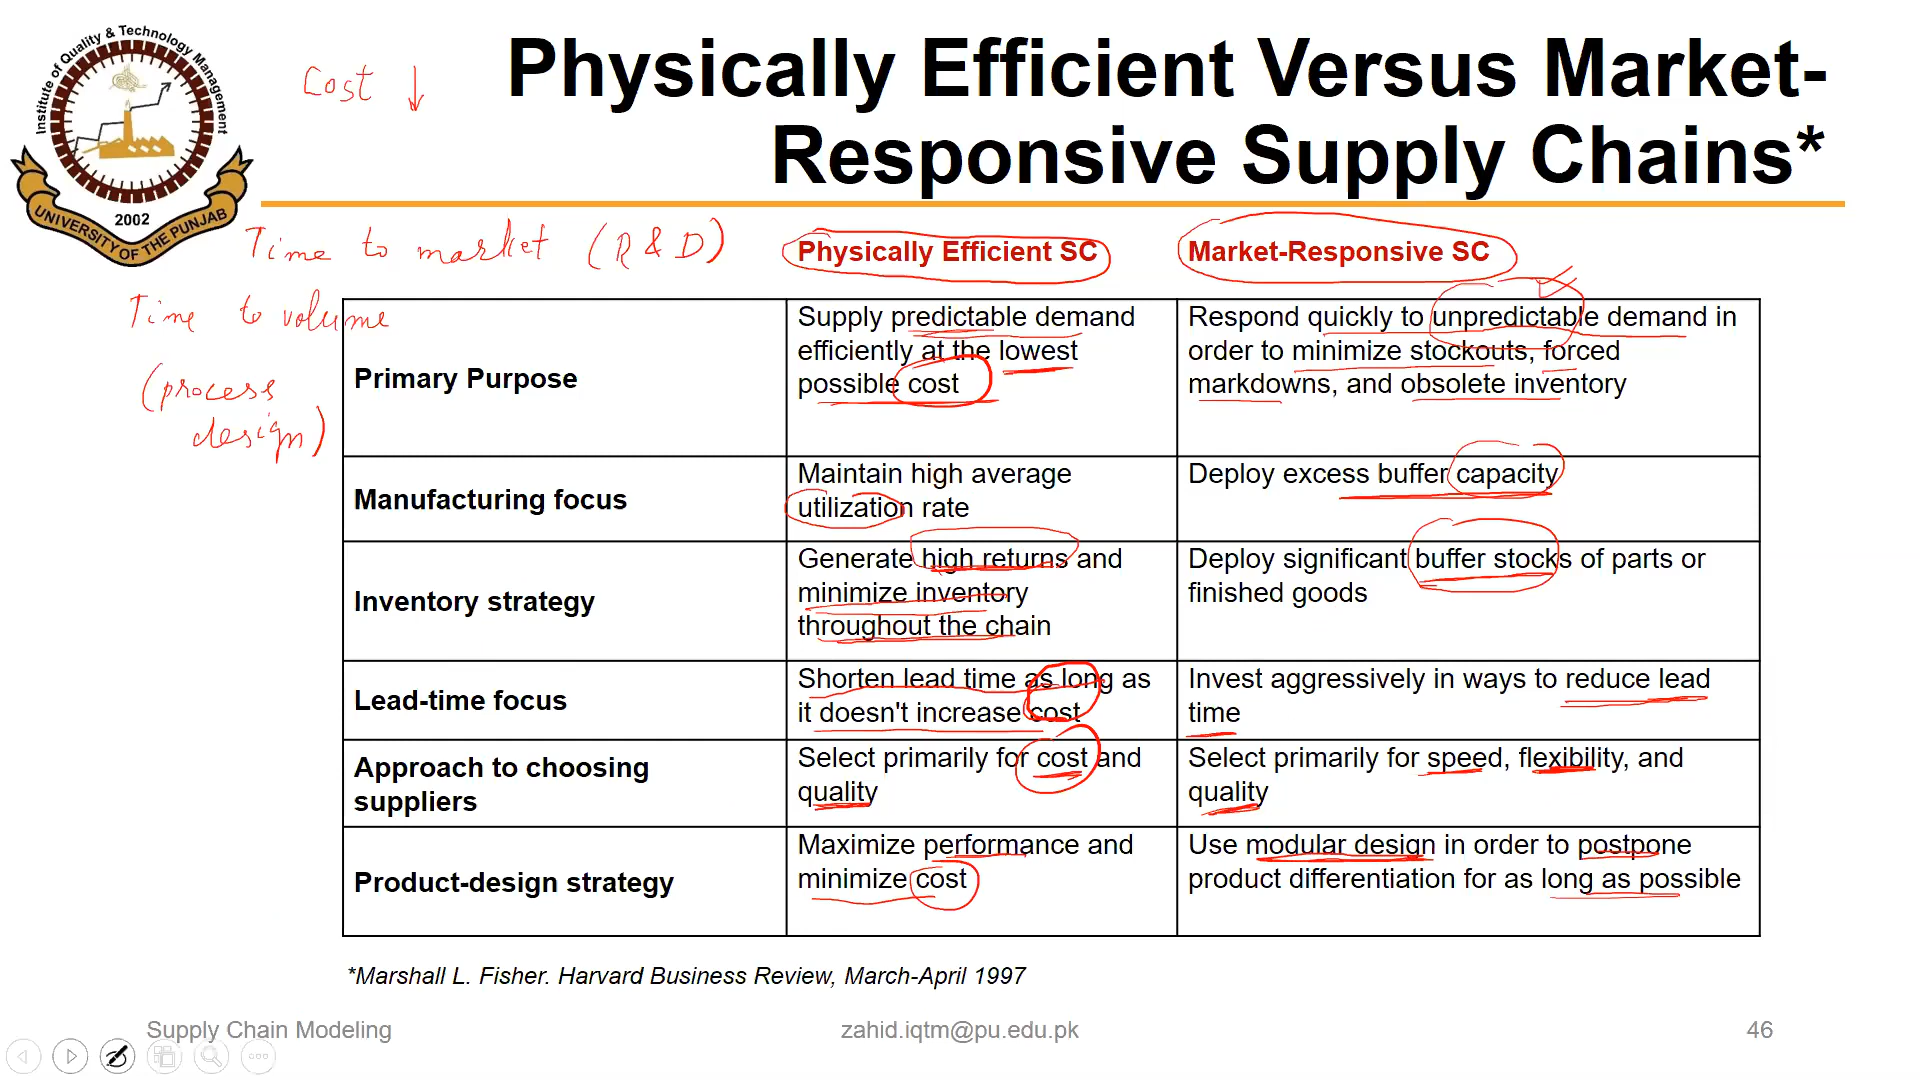 Institute of Quality & Technology Management
2002
UNIVERSITY OF THE PUNJAB
Cost ↓
Physically Efficient Versus Market-
Responsive Supply Chains*
Time to market (R & D)
Physically Efficient SC
Market-Responsive SC
Time to volume
(process
design)
Primary Purpose
Supply predictable demand
efficiently at the lowest
possible cost
Respond quickly to unpredictable demand in
order to minimize stockouts, forced
markdowns, and obsolete inventory
Manufacturing focus
Maintain high average
utilization rate
Deploy excess buffer capacity
Inventory strategy
Generate high returns and
minimize inventory
throughout the chain
Deploy significant buffer stocks of parts or
finished goods
Lead-time focus
Shorten lead time as long as
it doesn't increase cost
Invest aggressively in ways to reduce lead
time
Approach to choosing
suppliers
Select primarily for cost and
quality
Select primarily for speed, flexibility, and
quality
Product-design strategy
Maximize performance and
minimize cost
Use modular design in order to postpone
product differentiation for as long as possible
*Marshall L. Fisher. Harvard Business Review, March-April 1997
Supply Chain Modeling
zahid.iqtm@pu.edu.pk
46